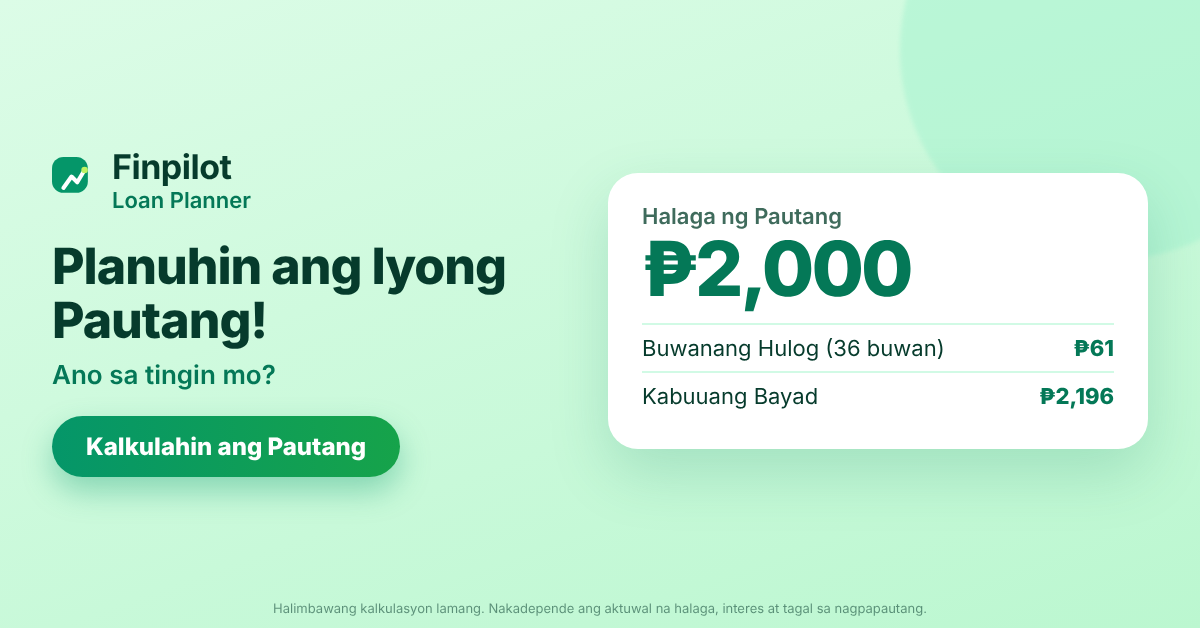 Finpilot
Loan Planner
Planuhin ang Iyong
Pautang!
Ano sa tingin mo?
Kalkulahin ang Pautang
Halaga ng Pautang
₱2,000
Buwanang Hulog (36 buwan) ₱61
Kabuuang Bayad ₱2,196
Halimbawang kalkulasyon lamang. Nakadepende ang aktuwal na halaga, interes at tagal sa nagpapautang.